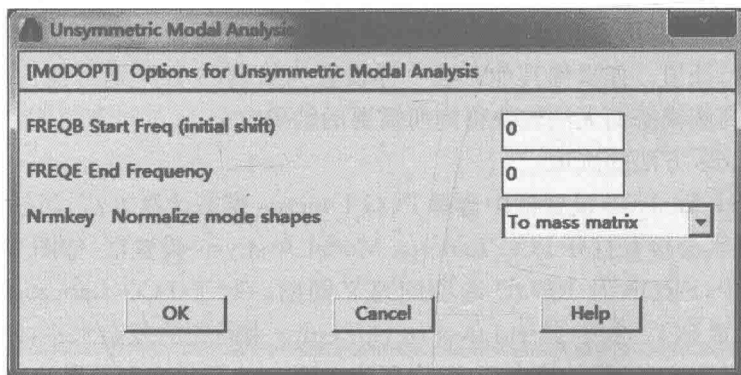 Unsymmetric Modal Analysis
[MODOPT] Options for Unsymmetric Modal Analysis
FREQB Start Freq (initial shift) 0
FREQE End Frequency 0
Nrmkey Normalize mode shapes To mass matrix
OK Cancel Help